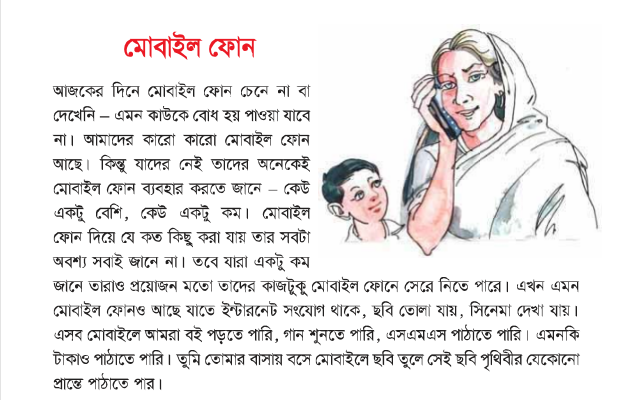 মোবাইল ফোন
আজকের দিনে মোবাইল ফোন চেনে না বা
দেখেনি – এমন কাউকে বোধ হয় পাওয়া যাবে
না। আমাদের কারো কারো মোবাইল ফোন
আছে। কিন্তু যাদের নেই তাদের অনেকেই
মোবাইল ফোন ব্যবহার করতে জানে – কেউ
একটু বেশি, কেউ একটু কম। মোবাইল
ফোন দিয়ে যে কত কিছু করা যায় তার সবটা
অবশ্য সবাই জানে না। তবে যারা একটু কম
জানে তারাও প্রয়োজন মতো তাদের কাজটুকু মোবাইল ফোনে সেরে নিতে পারে। এখন এমন
মোবাইল ফোনও আছে যাতে ইন্টারনেট সংযোগ থাকে, ছবি তোলা যায়, সিনেমা দেখা যায়।
এসব মোবাইলে আমরা বই পড়তে পারি, গান শুনতে পারি, এসএমএস পাঠাতে পারি। এমনকি
টাকাও পাঠাতে পারি। তুমি তোমার বাসায় বসে মোবাইলে ছবি তুলে সেই ছবি পৃথিবীর যেকোনো
প্রান্তে পাঠাতে পার।